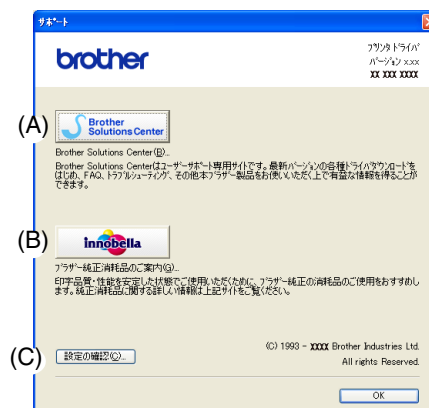 サポート
brother
プリンタ ドライバ
バージョン x.xx
XX XXX XXXX
(A)
Brother
Solutions Center
Brother Solutions Center(B)...
Brother Solutions Centerはユーザーサポート専用サイトです。最新バージョンの各種ドライバダウンロードを
はじめ、FAQ、トラブルシューティング、その他本ブラザー製品をお使いいただく上で有益な情報を得ることが
できます。
(B)
innobella
ブラザー純正消耗品のご案内(G)...
印字品質・性能を安定した状態でご使用いただくために、ブラザー純正の消耗品のご使用をおすすめし
ます。純正消耗品に関する詳しい情報は上記サイトをご覧ください。
(C) 1993 - XXXX Brother Industries Ltd.
All rights Reserved.
(C)
設定の確認(C)...
OK